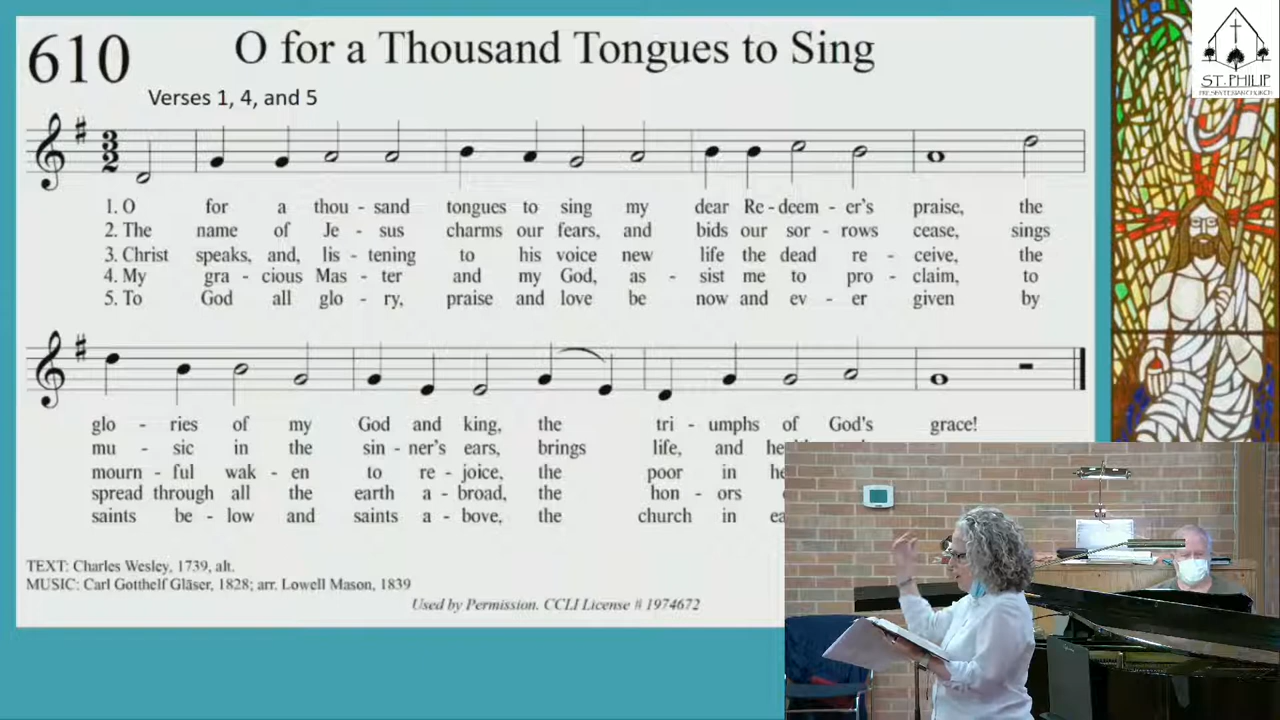 610
O for a Thousand Tongues to Sing
ST. PHILIP
PRESBYTERIAN CHURCH
Verses 1, 4, and 5
3
2
1. O for a thou - sand tongues to sing my dear Re - deem - er's praise, the
2. The name of Je - sus charms our fears, and bids our sor - rows cease, sings
3. Christ speaks, and, lis - tening to his voice new life the dead re - ceive, the
4. My gra - cious Mas - ter and my God, as - sist me to pro - claim, to
5. To God all glo - ry, praise and love be now and ev - er given by
glo - ries of my God and king, the tri - umphs of God's grace!
mu - sic in the sin - ner's ears, brings life, and
mourn - ful wak - en to re - joice, the poor in
spread through all the earth a - broad, the hon - ors
saints be - low and saints a - bove, the church in
TEXT: Charles Wesley, 1739, alt.
MUSIC: Carl Gotthelf Gläser, 1828; arr. Lowell Mason, 1839
Used by Permission. CCLI License # 1974672